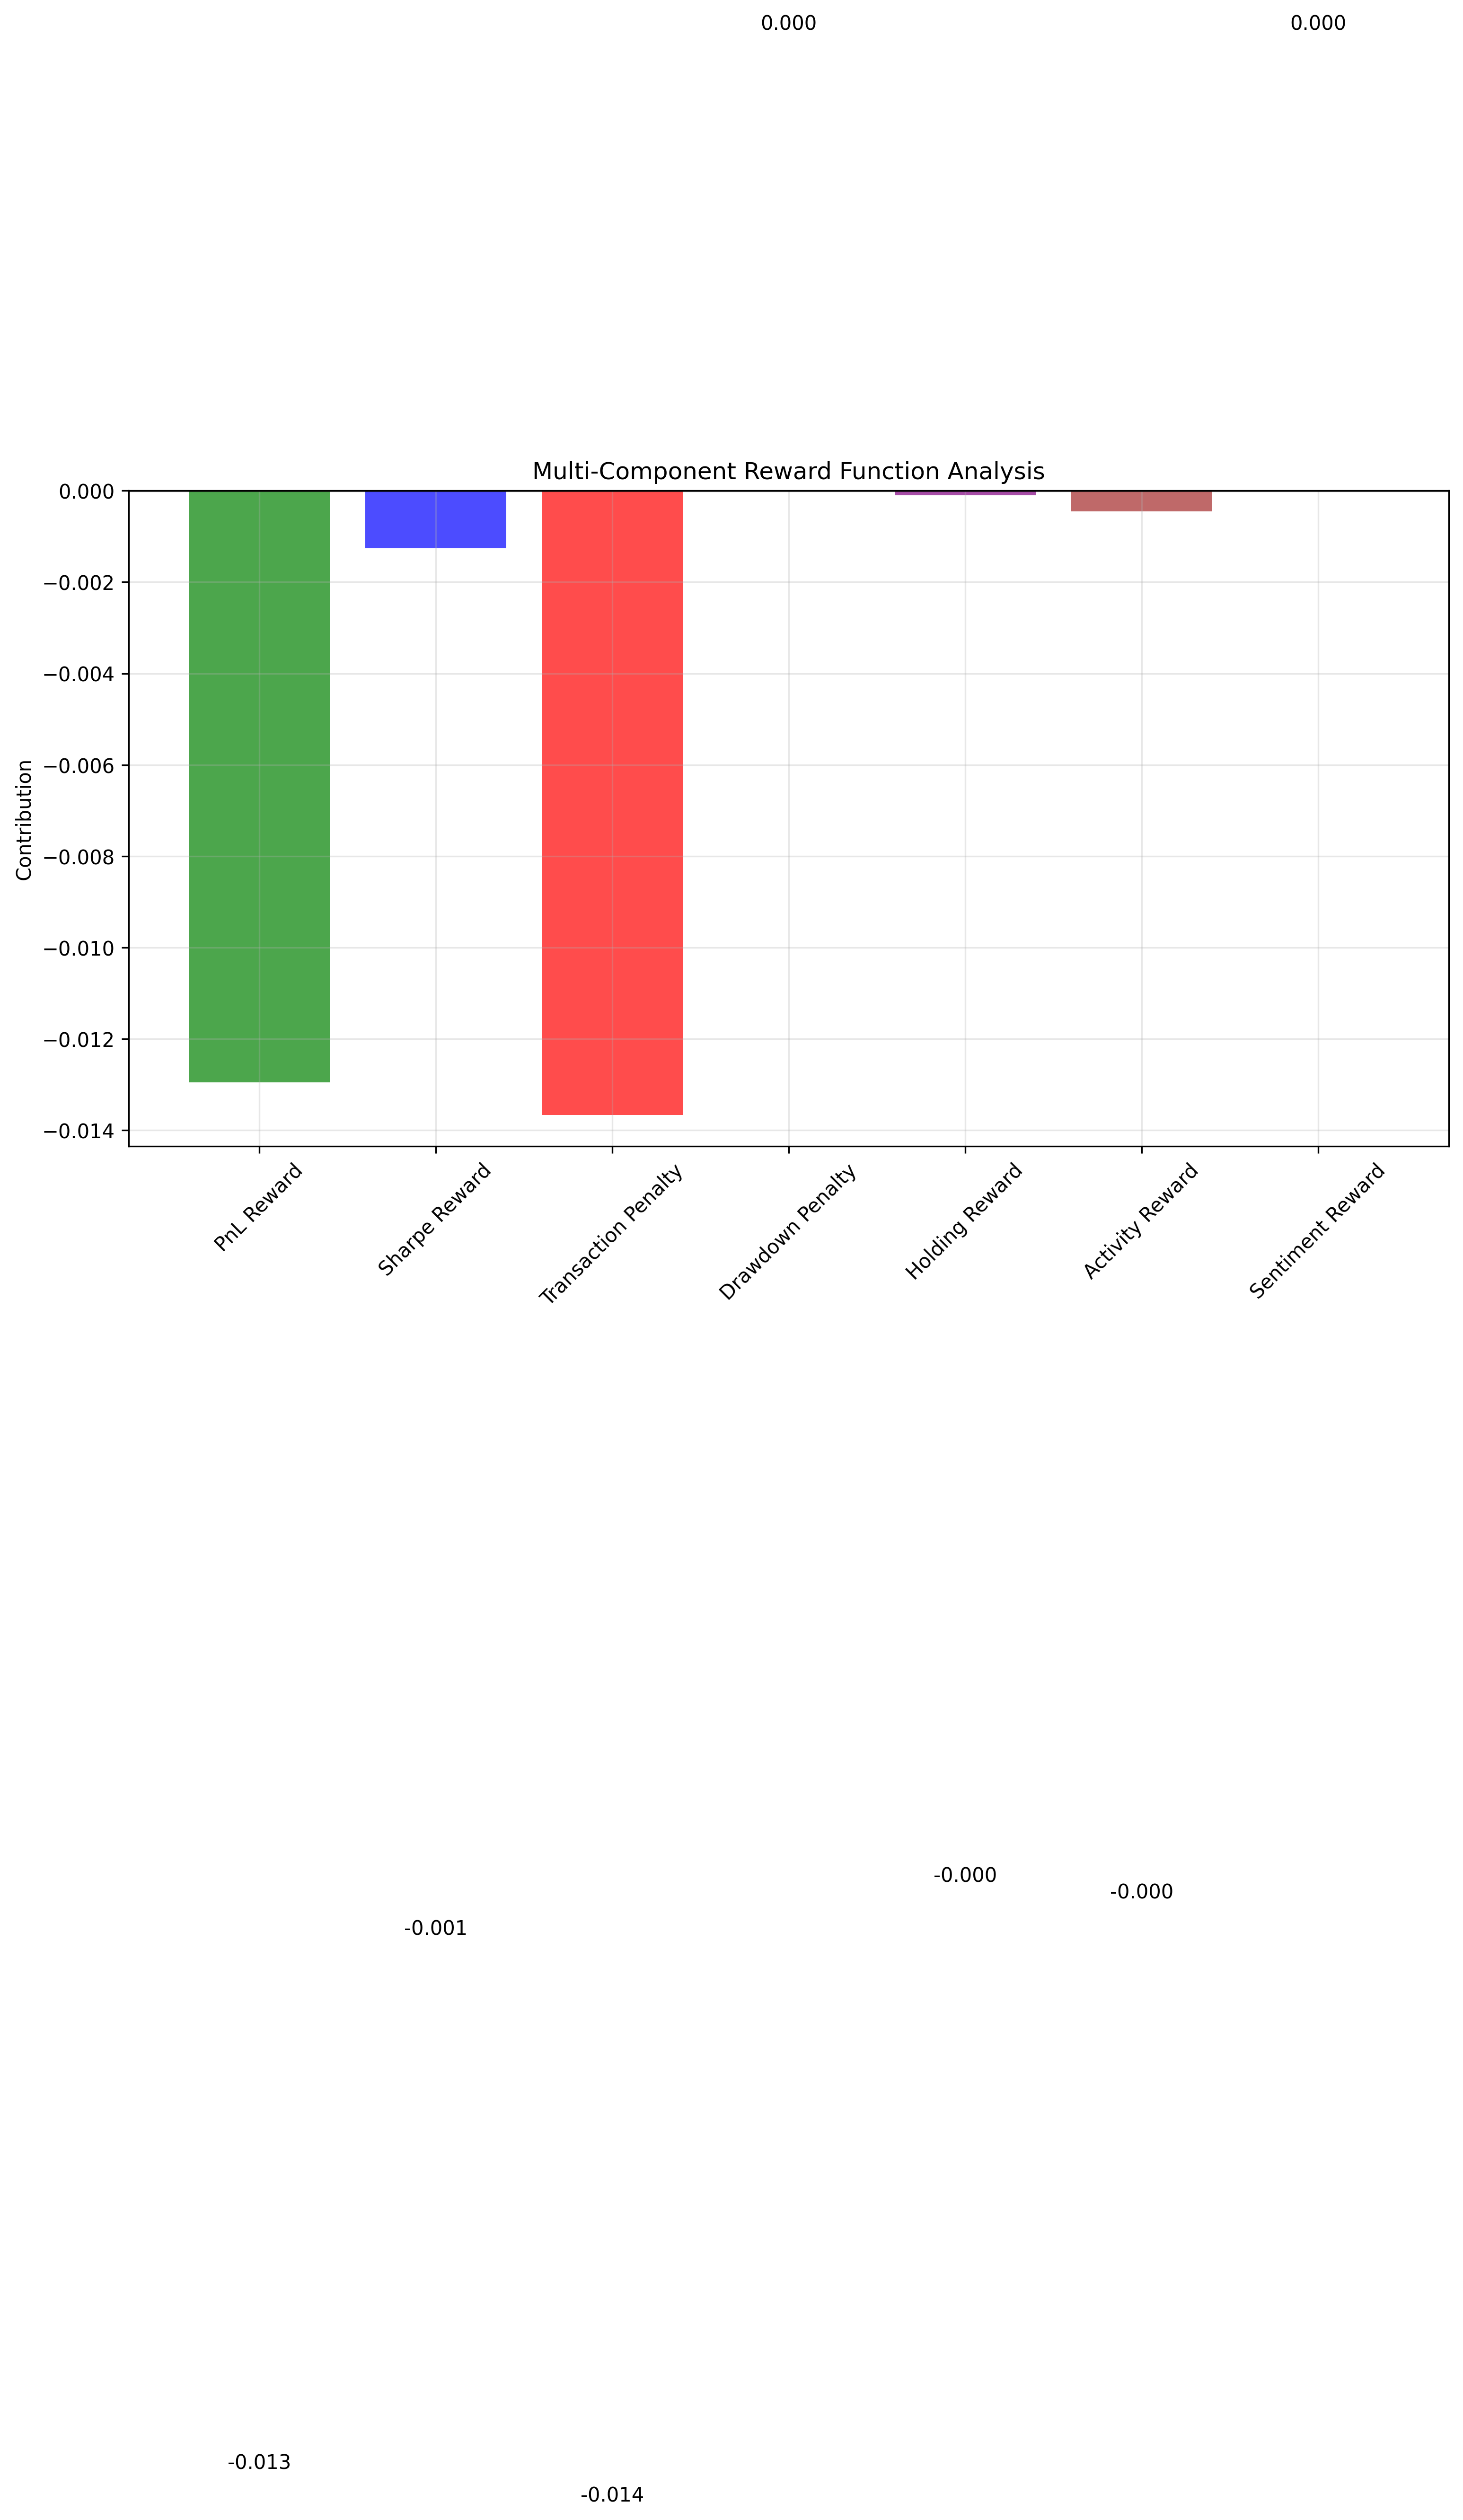 0.000
0.000
Multi-Component Reward Function Analysis
0.000
−0.002
−0.004
−0.006
−0.008
−0.010
−0.012
−0.014
Contribution
PnL Reward
Sharpe Reward
Transaction Penalty
Drawdown Penalty
Holding Reward
Activity Reward
Sentiment Reward
-0.000
-0.000
-0.001
-0.013
-0.014